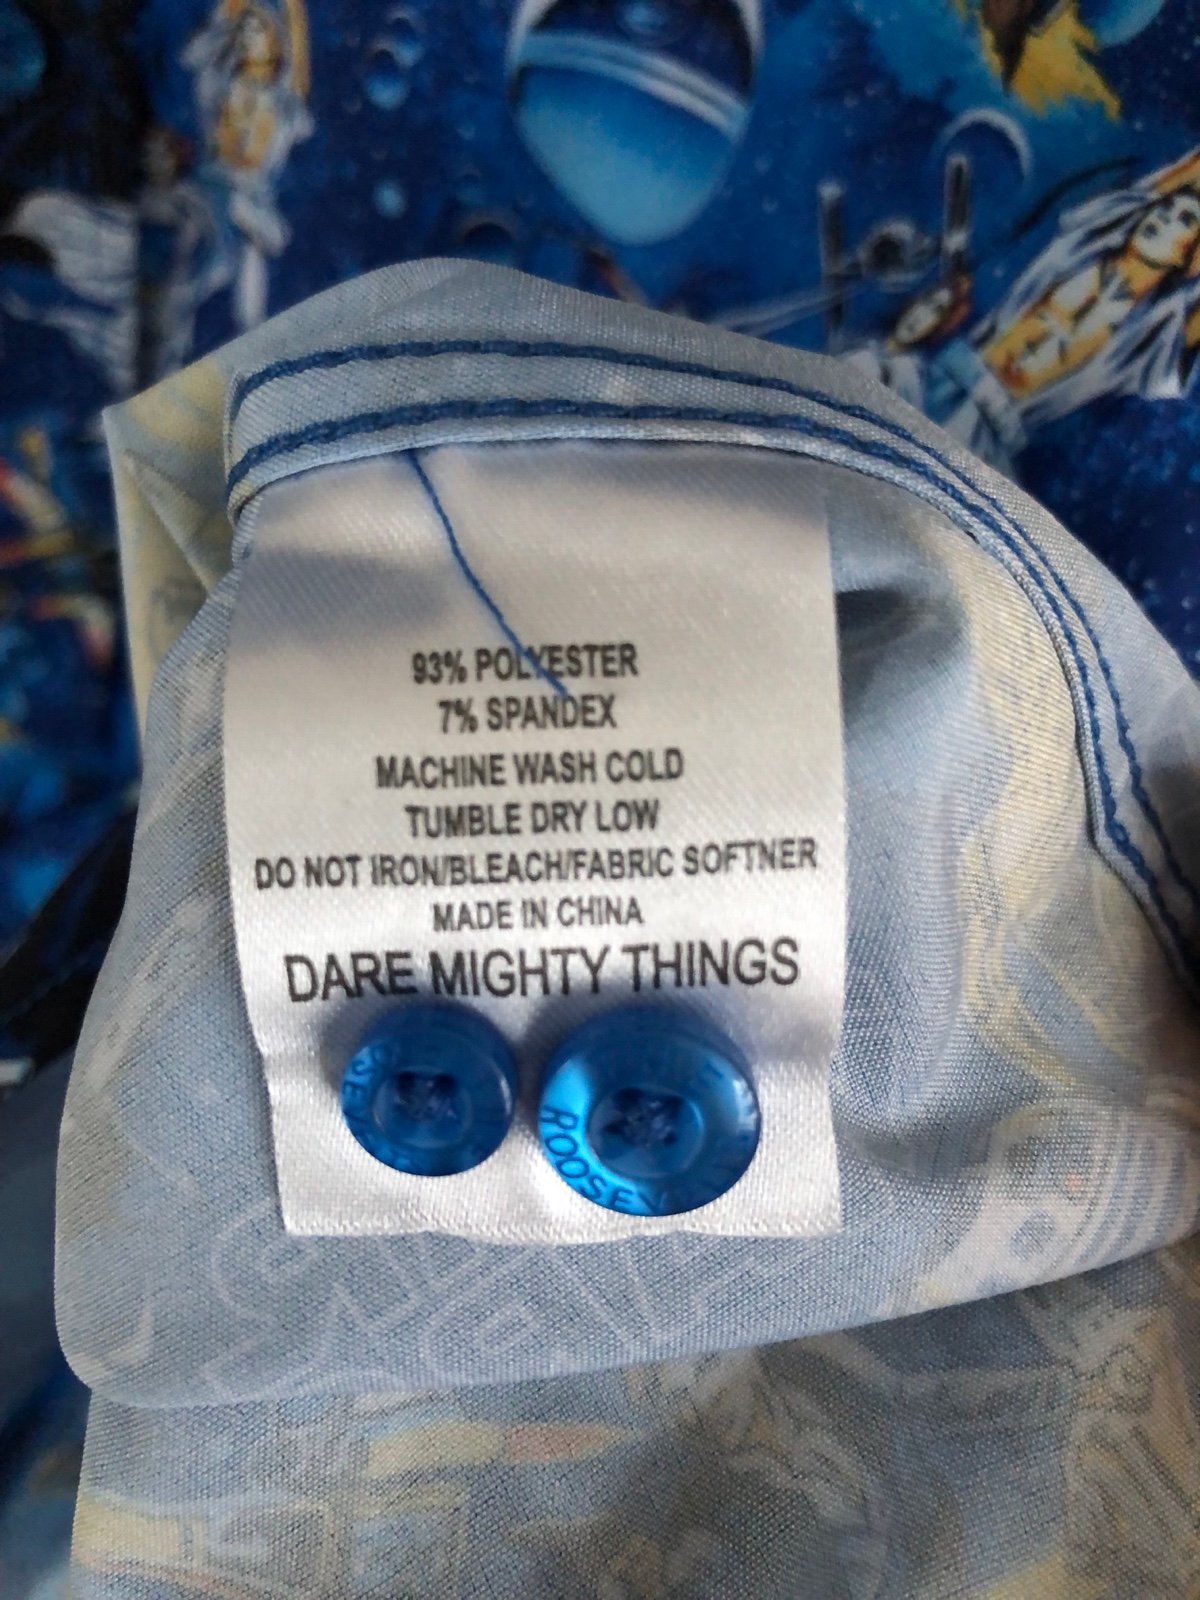 93% POLYESTER
7% SPANDEX
MACHINE WASH COLD
TUMBLE DRY LOW
DO NOT IRON/BLEACH/FABRIC SOFTNER
MADE IN CHINA
DARE MIGHTY THINGS